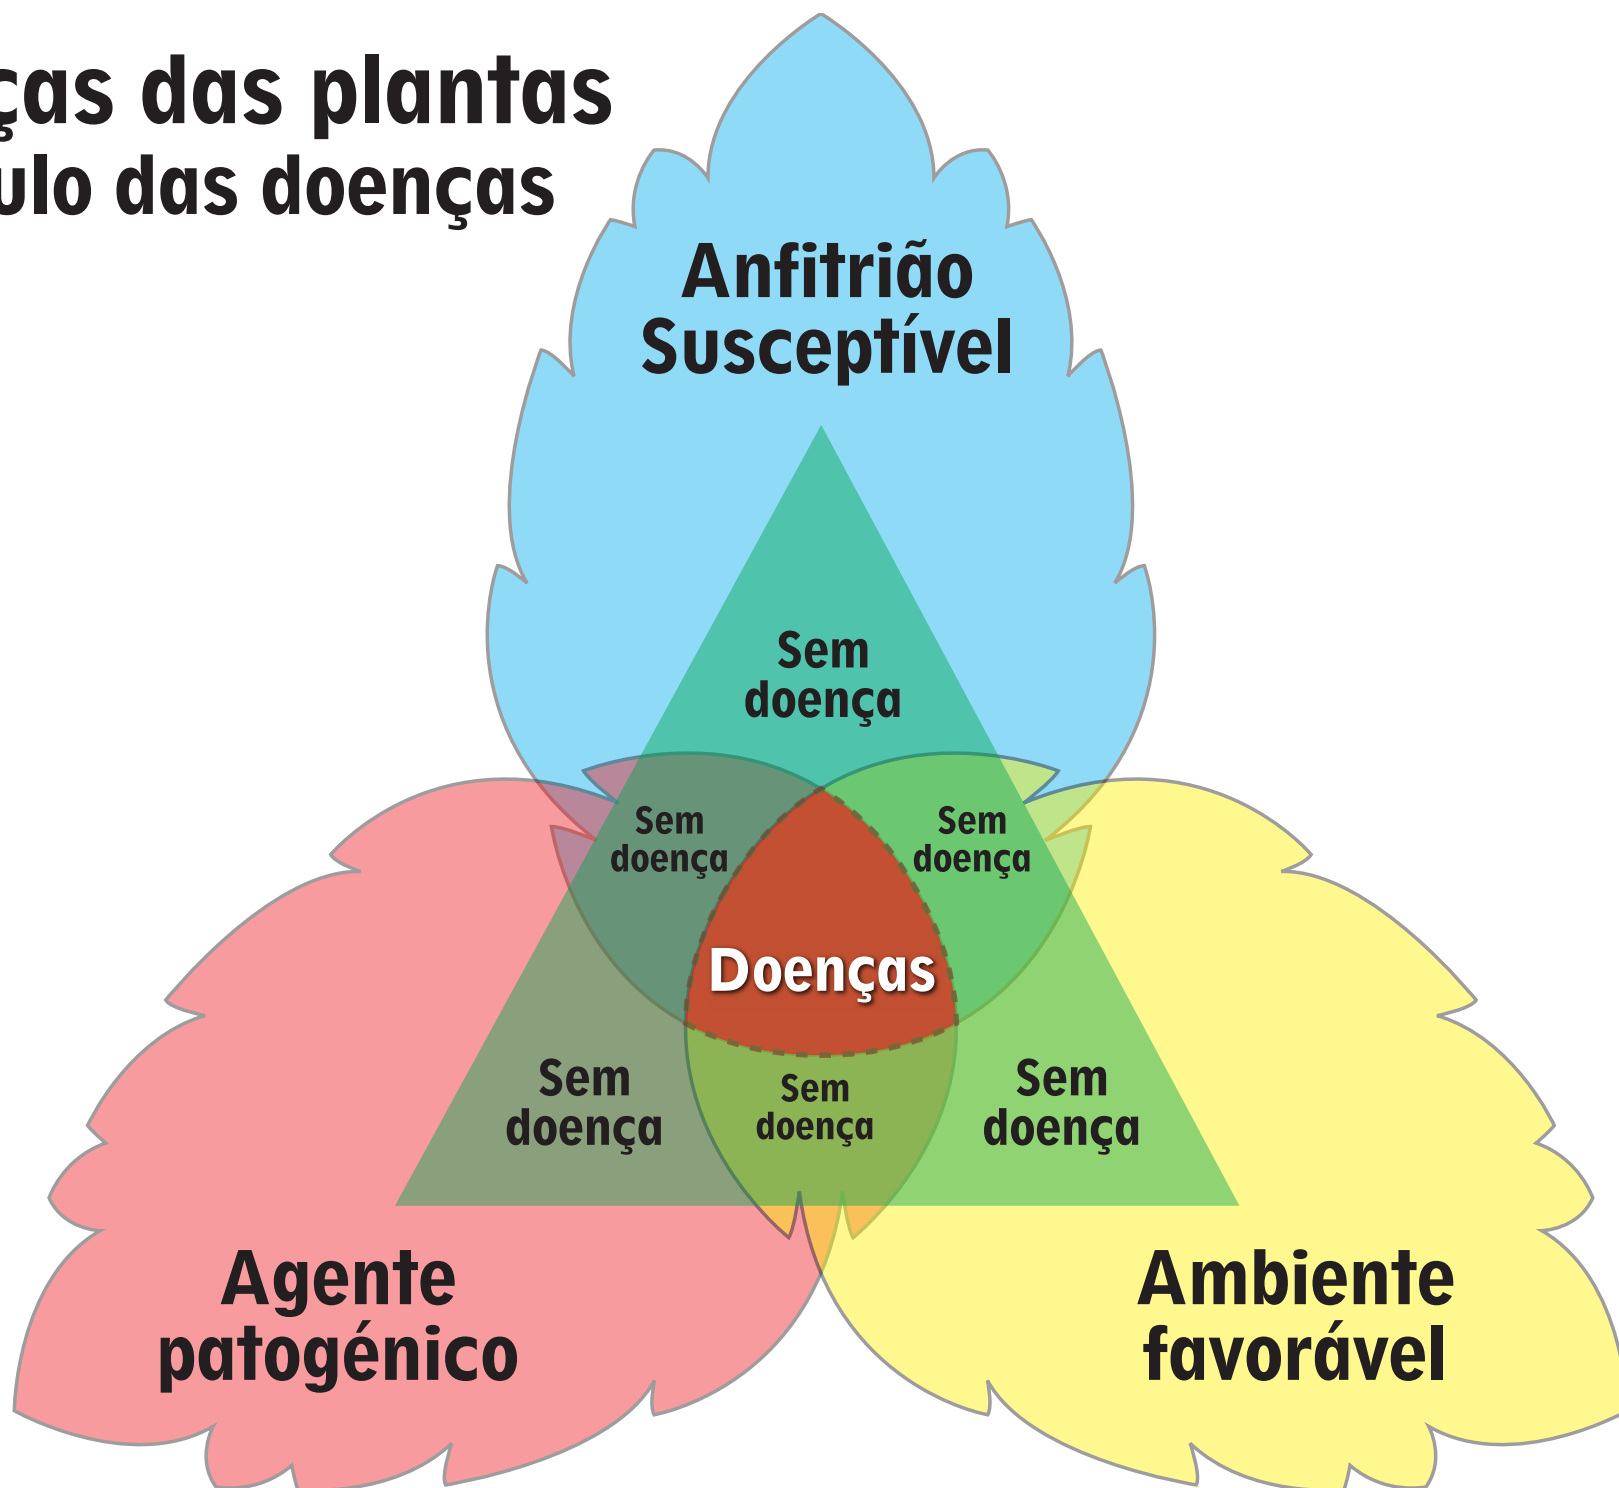 ças das plantas
ulo das doenças
Anfitrião
Susceptível
Sem
doença
Sem
doença
Sem
doença
Doenças
Sem
doença
Sem
doença
Sem
doença
Agente
patogénico
Ambiente
favorável